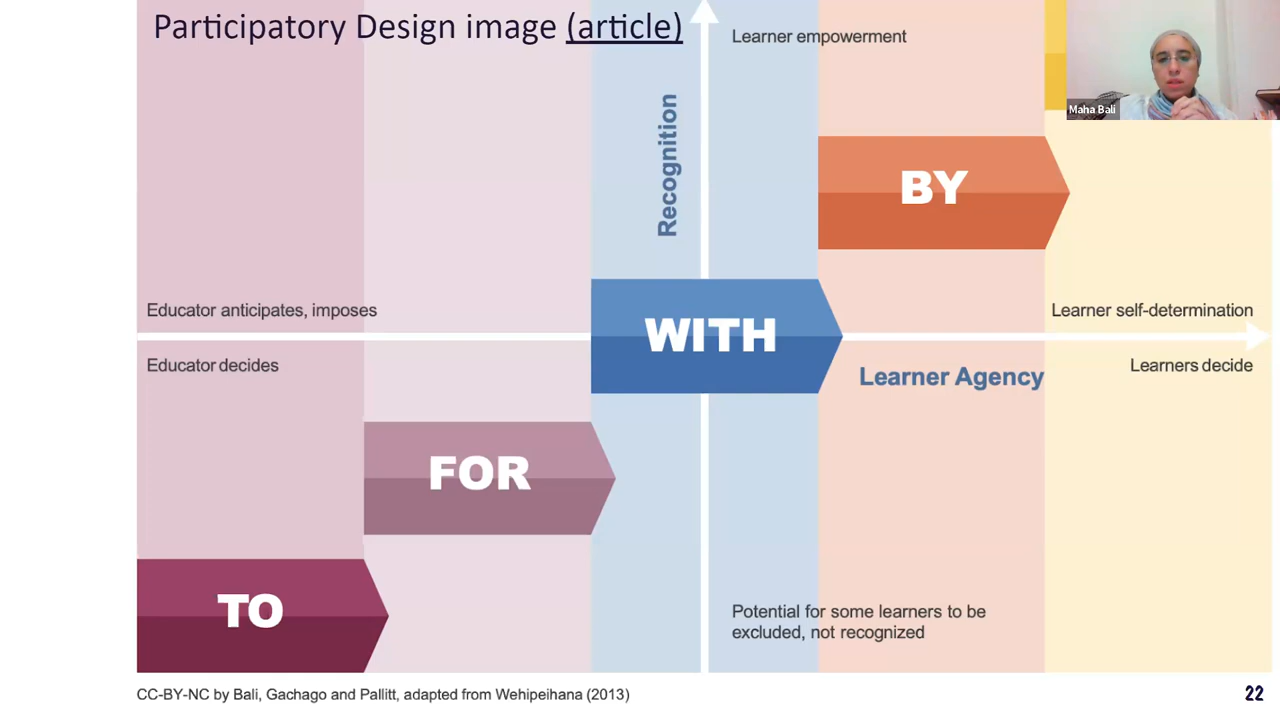 Participatory Design image (article)
Learner empowerment
Maha Bali
Recognition
BY
Educator anticipates, imposes
Learner self-determination
WITH
Educator decides
Learners decide
Learner Agency
FOR
TO
Potential for some learners to be
excluded, not recognized
CC-BY-NC by Bali, Gachago and Pallitt, adapted from Wehipeihana (2013)
22